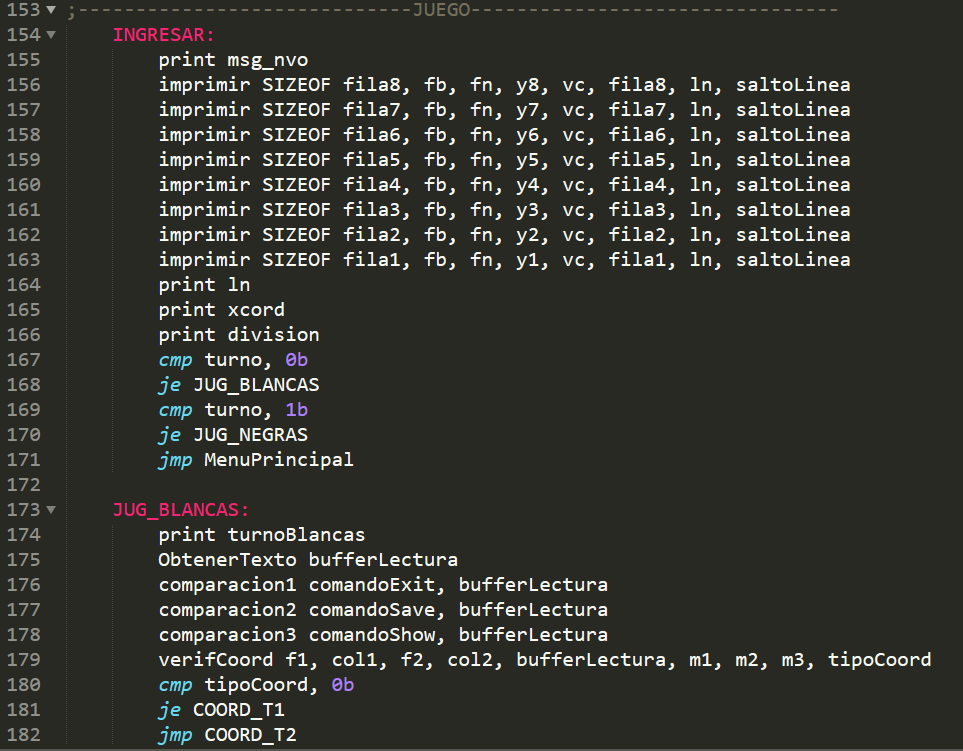 153 ;-----------------------------JUEGO--------------------------------
154 INGRESAR:
155 print msg_nvo
156 imprimir SIZEOF fila8, fb, fn, y8, vc, fila8, ln, saltoLinea
157 imprimir SIZEOF fila7, fb, fn, y7, vc, fila7, ln, saltoLinea
158 imprimir SIZEOF fila6, fb, fn, y6, vc, fila6, ln, saltoLinea
159 imprimir SIZEOF fila5, fb, fn, y5, vc, fila5, ln, saltoLinea
160 imprimir SIZEOF fila4, fb, fn, y4, vc, fila4, ln, saltoLinea
161 imprimir SIZEOF fila3, fb, fn, y3, vc, fila3, ln, saltoLinea
162 imprimir SIZEOF fila2, fb, fn, y2, vc, fila2, ln, saltoLinea
163 imprimir SIZEOF fila1, fb, fn, y1, vc, fila1, ln, saltoLinea
164 print ln
165 print xcord
166 print division
167 cmp turno, 0b
168 je JUG_BLANCAS
169 cmp turno, 1b
170 je JUG_NEGRAS
171 jmp MenuPrincipal
172
173 JUG_BLANCAS:
174 print turnoBlancas
175 ObtenerTexto bufferLectura
176 comparacion1 comandoExit, bufferLectura
177 comparacion2 comandoSave, bufferLectura
178 comparacion3 comandoShow, bufferLectura
179 verifCoord f1, col1, f2, col2, bufferLectura, m1, m2, m3, tipoCoord
180 cmp tipoCoord, 0b
181 je COORD_T1
182 jmp COORD_T2